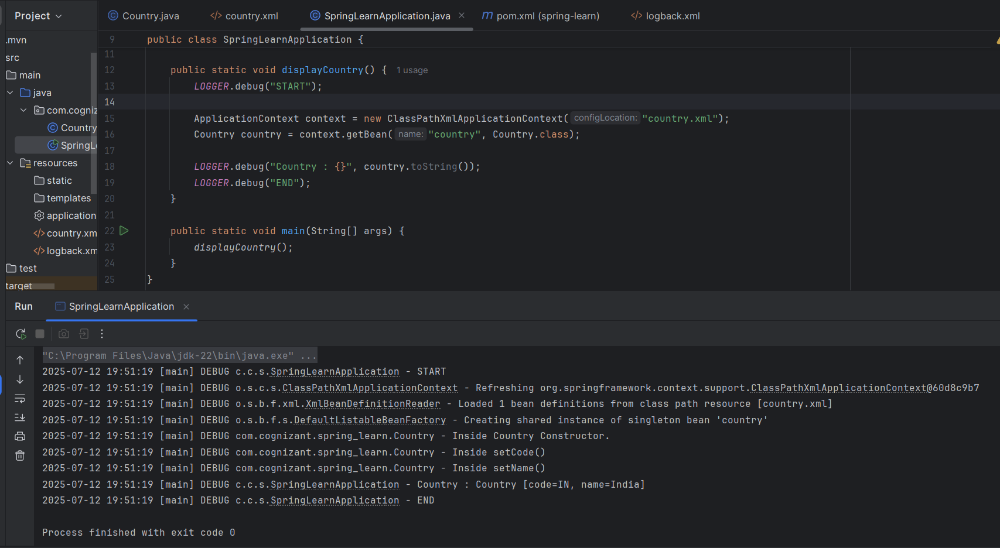 Project
Country.java
country.xml
SpringLearnApplication.java
pom.xml (spring-learn)
logback.xml
.mvn
src
main
java
com.cogniz
Country
SpringLe
resources
static
templates
application
country.xm
logback.xm
test
target
9 public class SpringLearnApplication {
11
12 public static void displayCountry() { 1 usage
13 LOGGER.debug("START");
14
15 ApplicationContext context = new ClassPathXmlApplicationContext( configLocation: "country.xml");
16 Country country = context.getBean( name: "country", Country.class);
17
18 LOGGER.debug("Country : {}", country.toString());
19 LOGGER.debug("END");
20 }
21
22 public static void main(String[] args) {
23 displayCountry();
24 }
25 }
Run
SpringLearnApplication
"C:\Program Files\Java\jdk-22\bin\java.exe" ...
2025-07-12 19:51:19 [main] DEBUG c.c.s.SpringLearnApplication - START
2025-07-12 19:51:19 [main] DEBUG o.s.c.s.ClassPathXmlApplicationContext - Refreshing org.springframework.context.support.ClassPathXmlApplicationContext@60d8c9b7
2025-07-12 19:51:19 [main] DEBUG o.s.b.f.xml.XmlBeanDefinitionReader - Loaded 1 bean definitions from class path resource [country.xml]
2025-07-12 19:51:19 [main] DEBUG o.s.b.f.s.DefaultListableBeanFactory - Creating shared instance of singleton bean 'country'
2025-07-12 19:51:19 [main] DEBUG com.cognizant.spring_learn.Country - Inside Country Constructor.
2025-07-12 19:51:19 [main] DEBUG com.cognizant.spring_learn.Country - Inside setCode()
2025-07-12 19:51:19 [main] DEBUG com.cognizant.spring_learn.Country - Inside setName()
2025-07-12 19:51:19 [main] DEBUG c.c.s.SpringLearnApplication - Country : Country [code=IN, name=India]
2025-07-12 19:51:19 [main] DEBUG c.c.s.SpringLearnApplication - END
Process finished with exit code 0